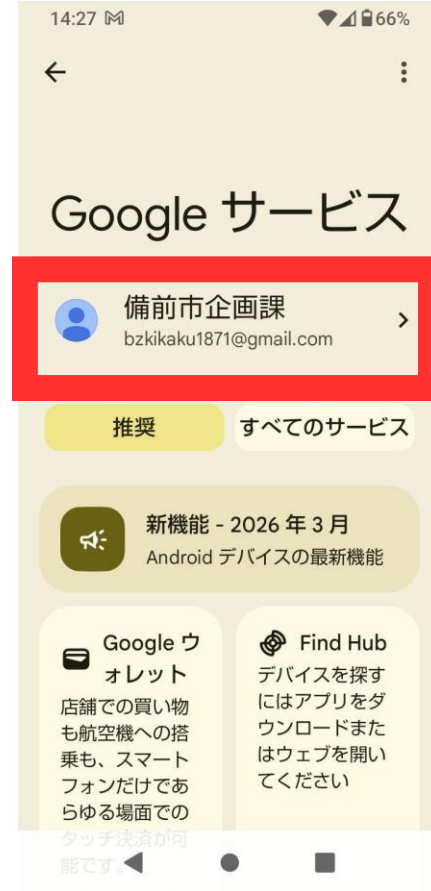 14:27 66%
Google サービス
備前市企画課
bzkikaku1871@gmail.com
推奨 すべてのサービス
新機能 - 2026 年 3 月
Android デバイスの最新機能
Google ウ
ォレット
店舗での買い物
も航空機への搭
乗も、スマート
フォンだけであ
らゆる場面での
タッチ決済が可
能です。
Find Hub
デバイスを探す
にはアプリをダ
ウンロードまた
はウェブを開い
てください